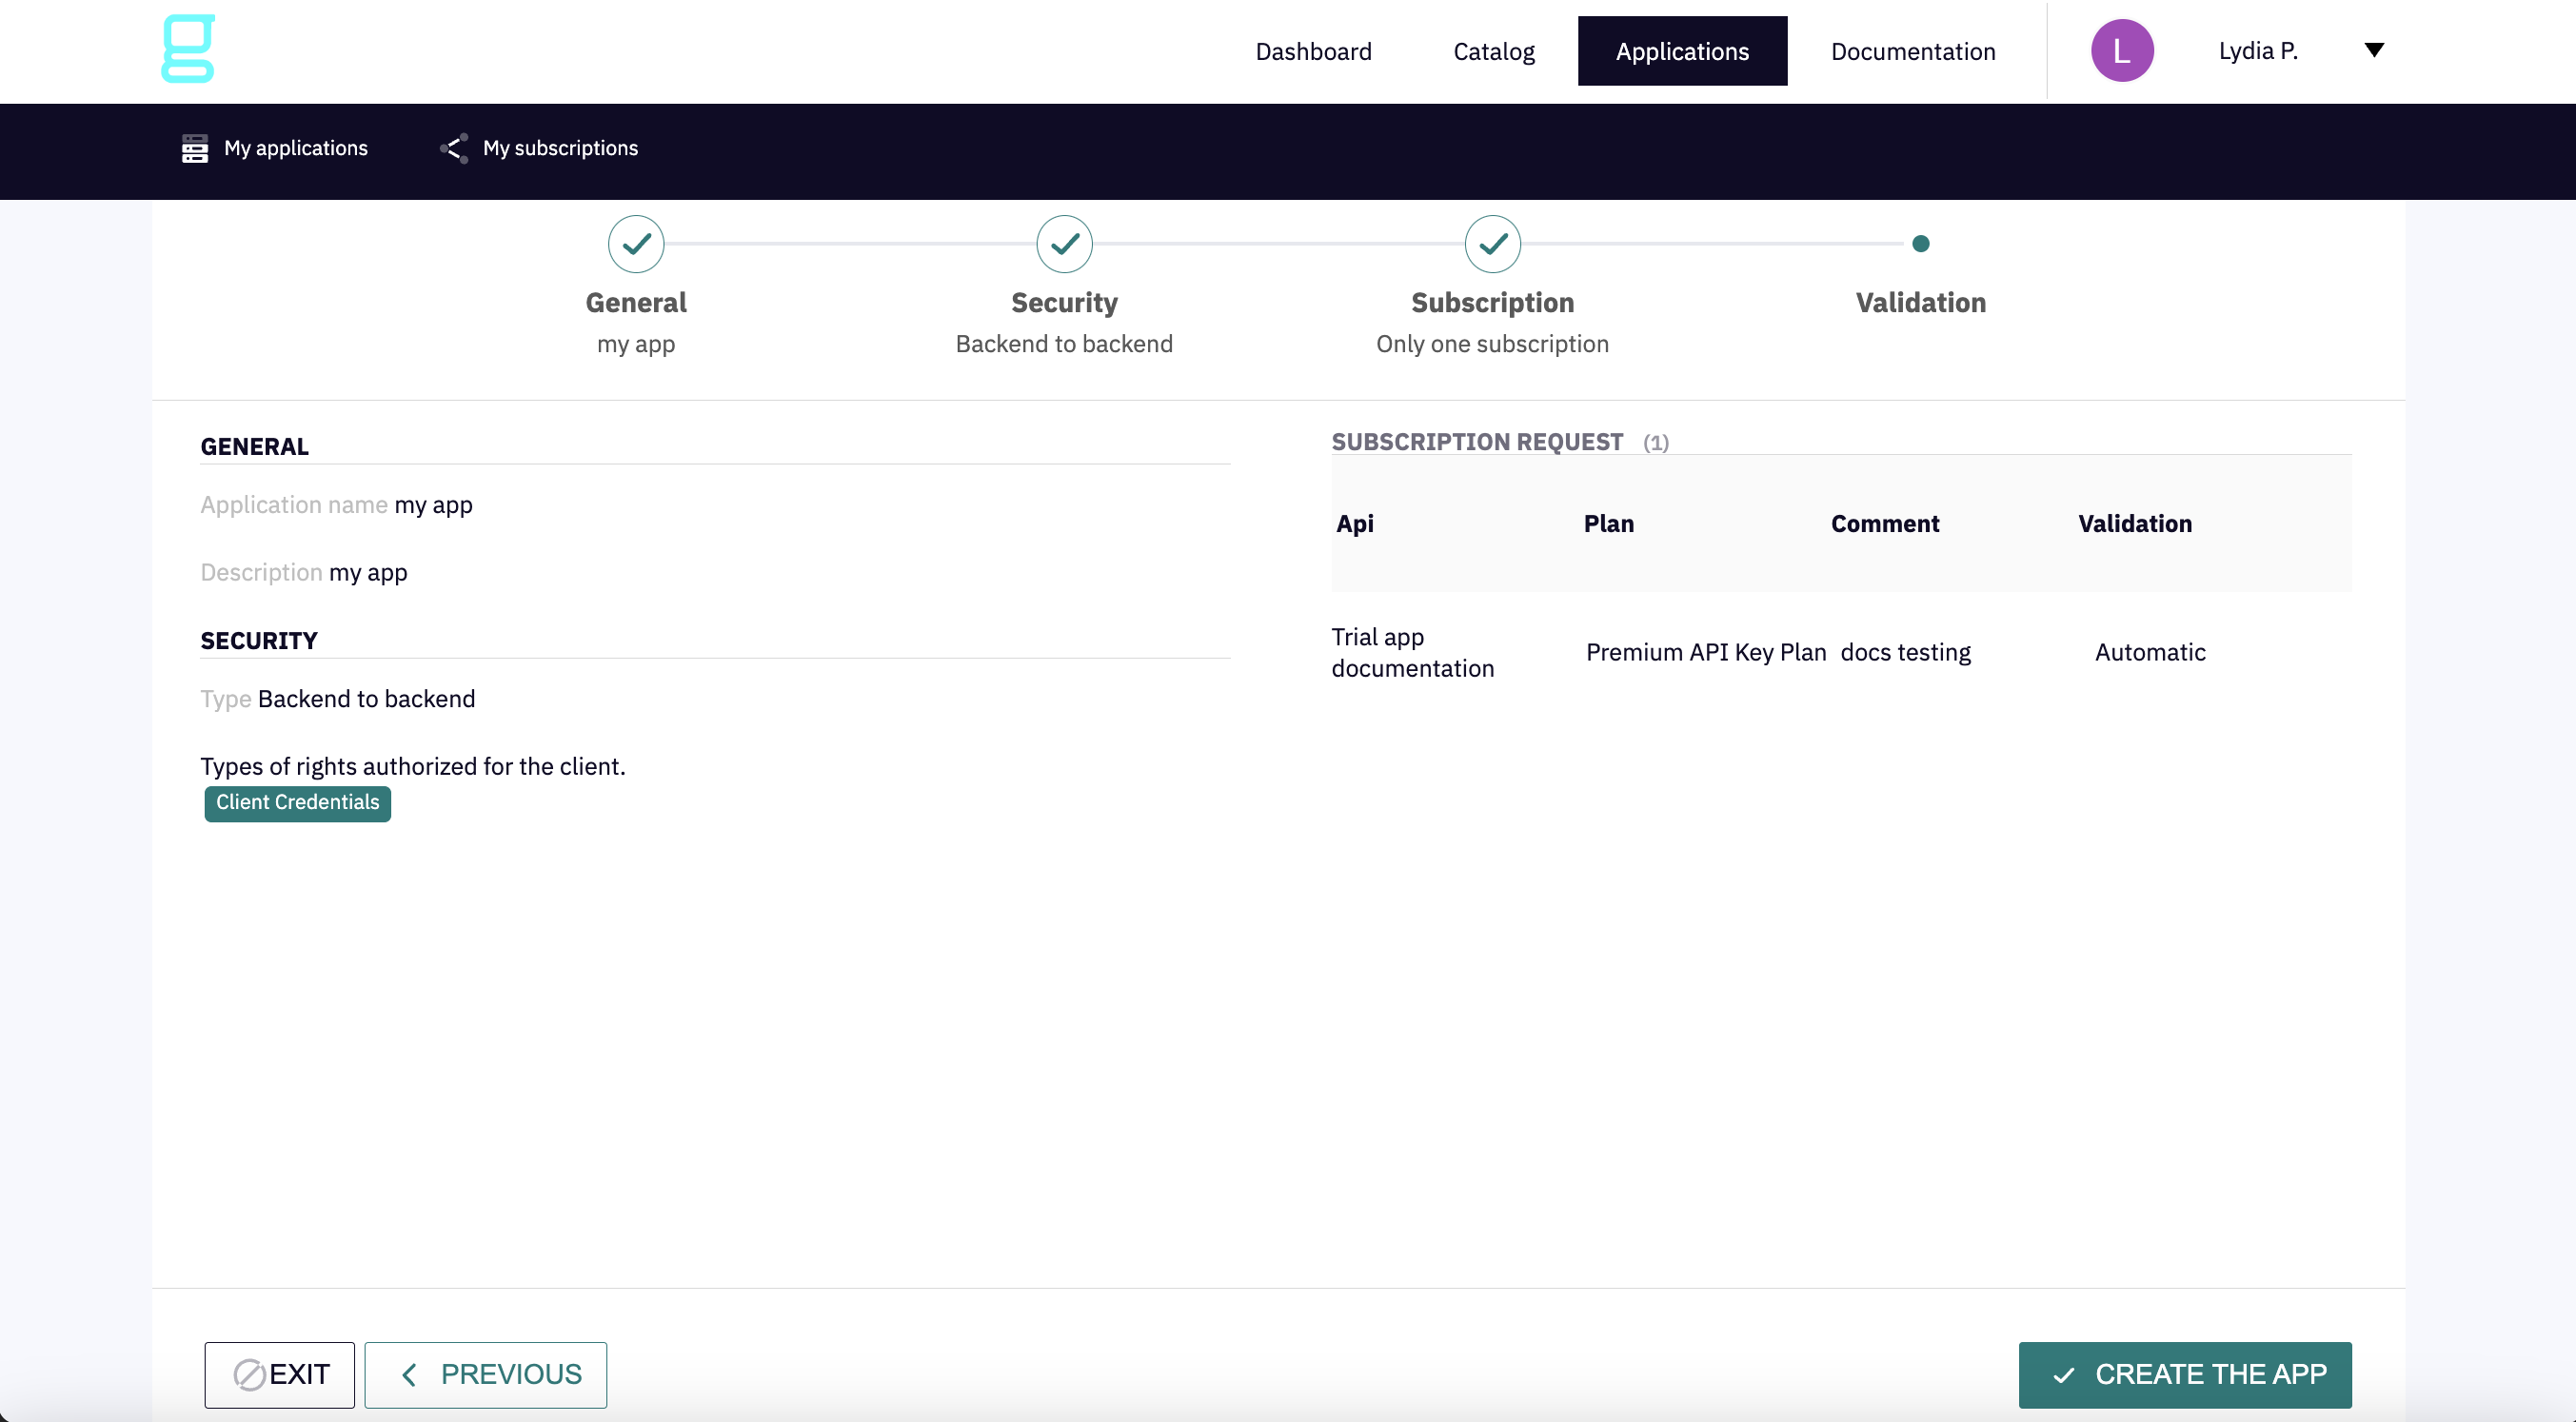 g
Dashboard
Catalog
Applications
Documentation
L
Lydia P.
My applications
My subscriptions
General
my app
Security
Backend to backend
Subscription
Only one subscription
Validation
GENERAL
Application name my app
Description my app
SECURITY
Type Backend to backend
Types of rights authorized for the client.
Client Credentials
SUBSCRIPTION REQUEST (1)
Api Plan Comment Validation
Trial app
documentation
Premium API Key Plan docs testing Automatic
EXIT
PREVIOUS
CREATE THE APP